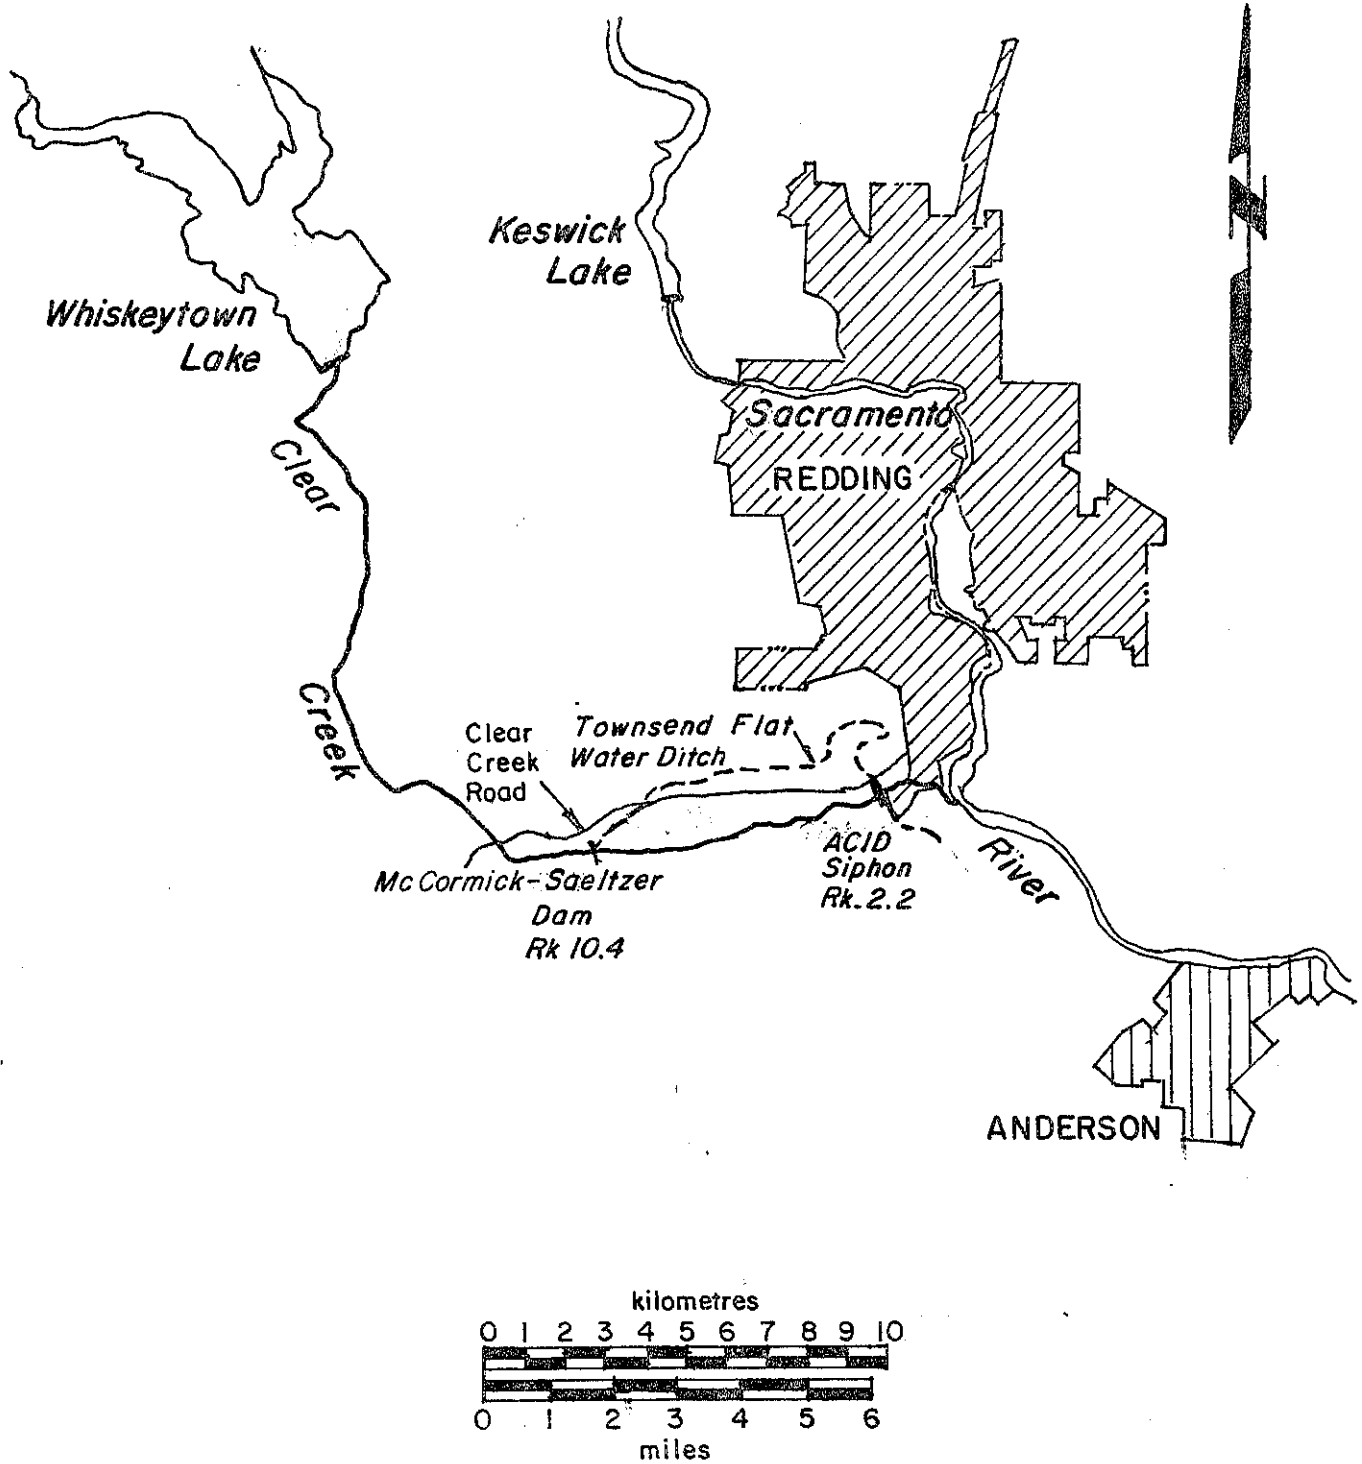 N
Keswick
Lake
Whiskeytown
Lake
Sacramento
REDDING
Clear
Creek
Clear
Creek
Road
Townsend Flat
Water Ditch
McCormick-Saeltzer
Dam
Rk 10.4
ACID
Siphon
Rk. 2.2
River
ANDERSON
kilometres
0 1 2 3 4 5 6 7 8 9 10
0 1 2 3 4 5 6
miles